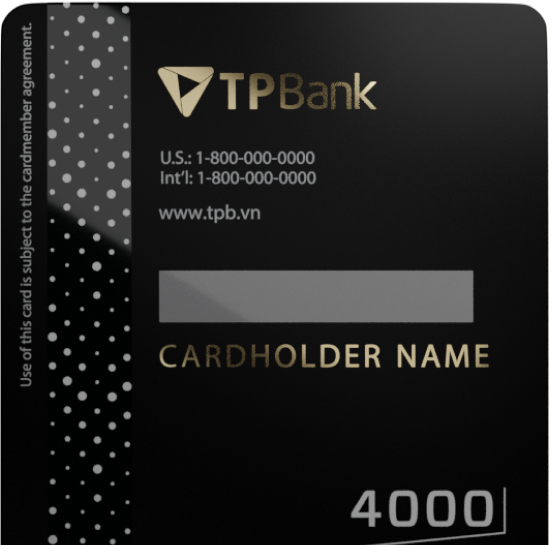 Use of this card is subject to the cardmember agreement.
TPBank
U.S.: 1-800-000-0000
Int'l: 1-800-000-0000
www.tpb.vn
CARDHOLDER NAME
4000